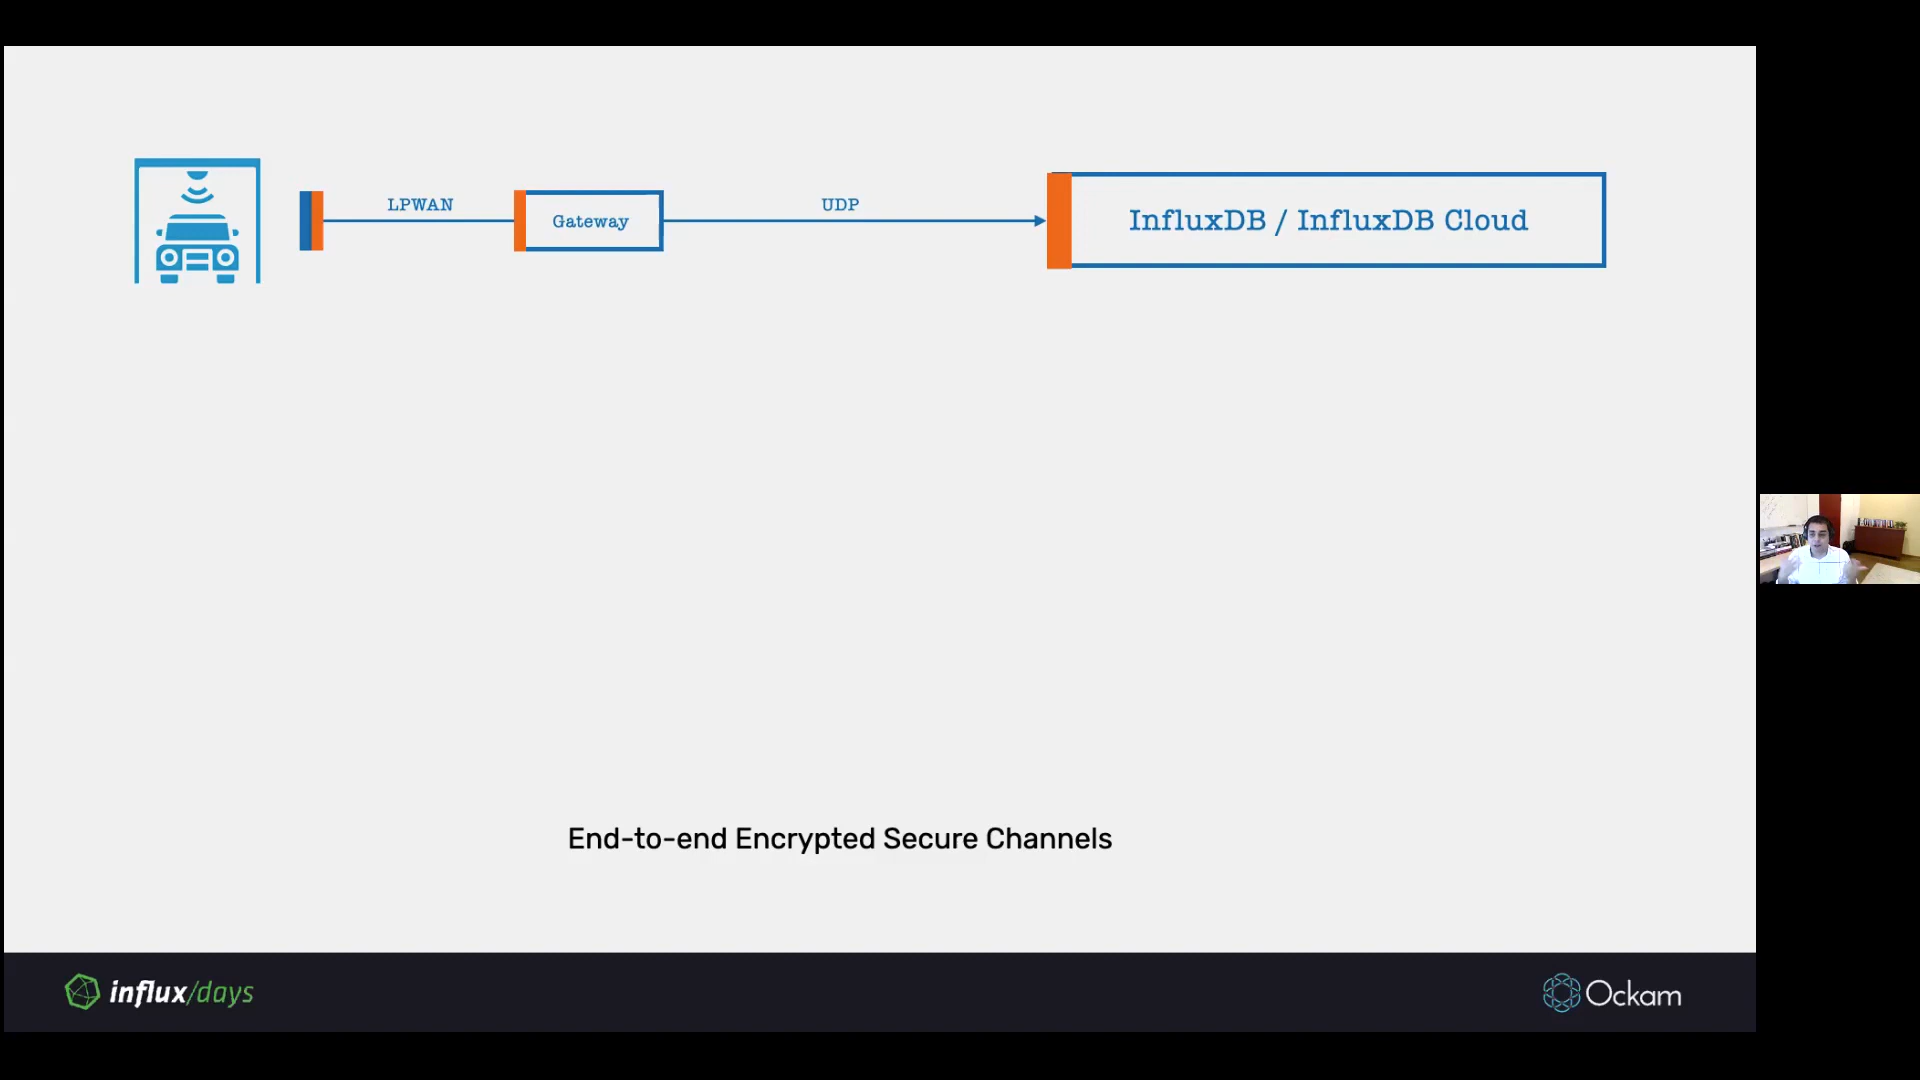 LPWAN
Gateway
UDP
InfluxDB / InfluxDB Cloud
End-to-end Encrypted Secure Channels
influx/days
Ockam